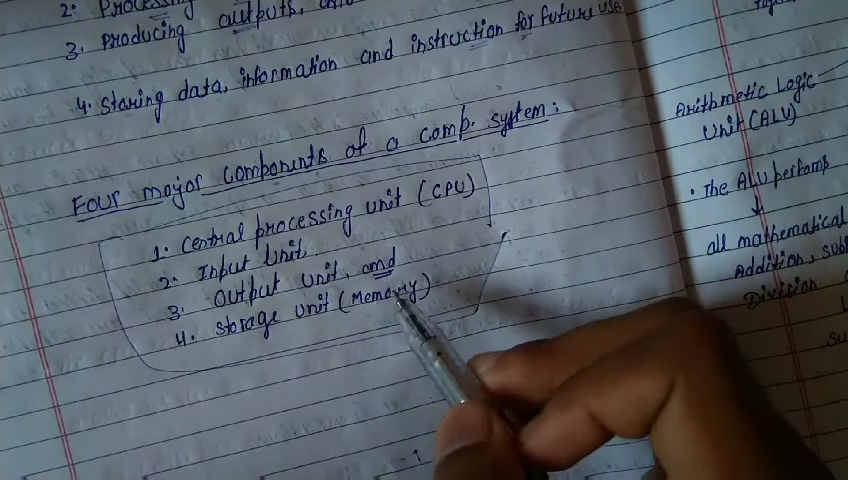 2. Processing
3. Producing outputs,
4. Storing data, information and instruction for future use
Four major components of a comp. system:
1. Central processing unit (CPU)
2. Input Unit,
3. Output unit, and
4. Storage unit (Memory)
Arithmetic Logic
Unit (ALU)
• The ALU performs
all mathematical
Addition,
Division